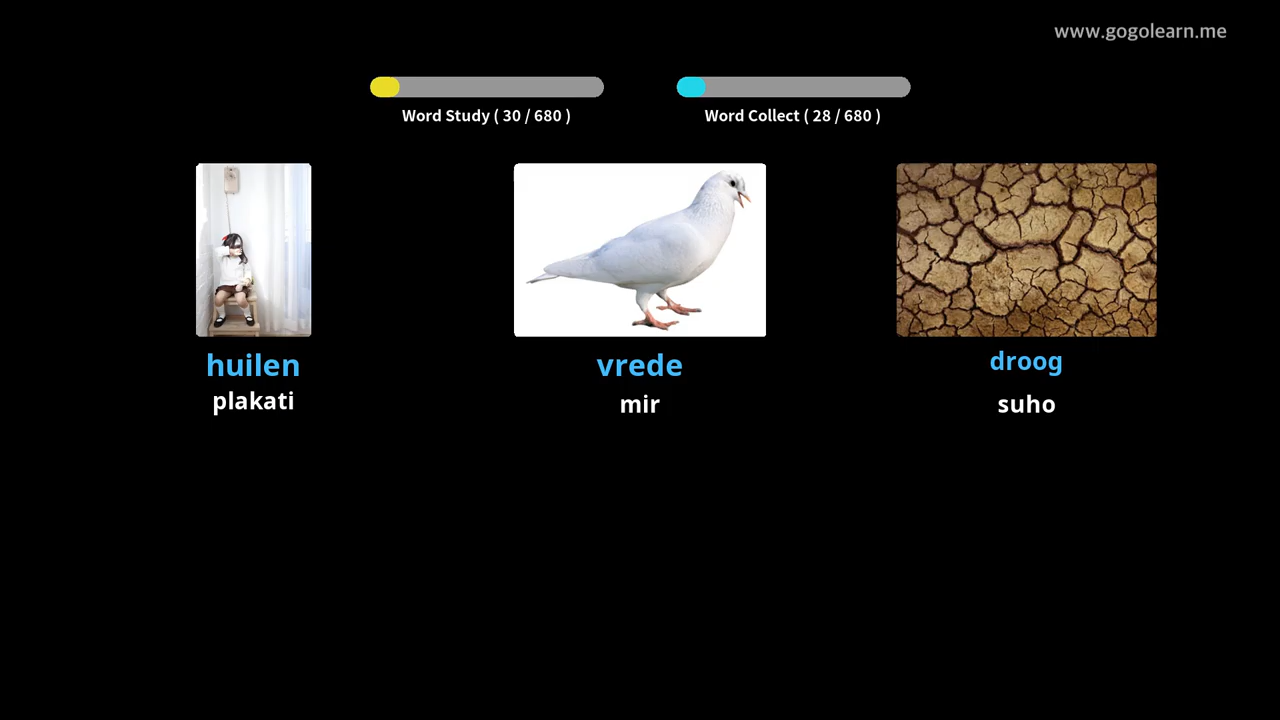 www.gogolearn.me
Word Study ( 30 / 680 )
Word Collect ( 28 / 680 )
huilen
plakati
vrede
mir
droog
suho